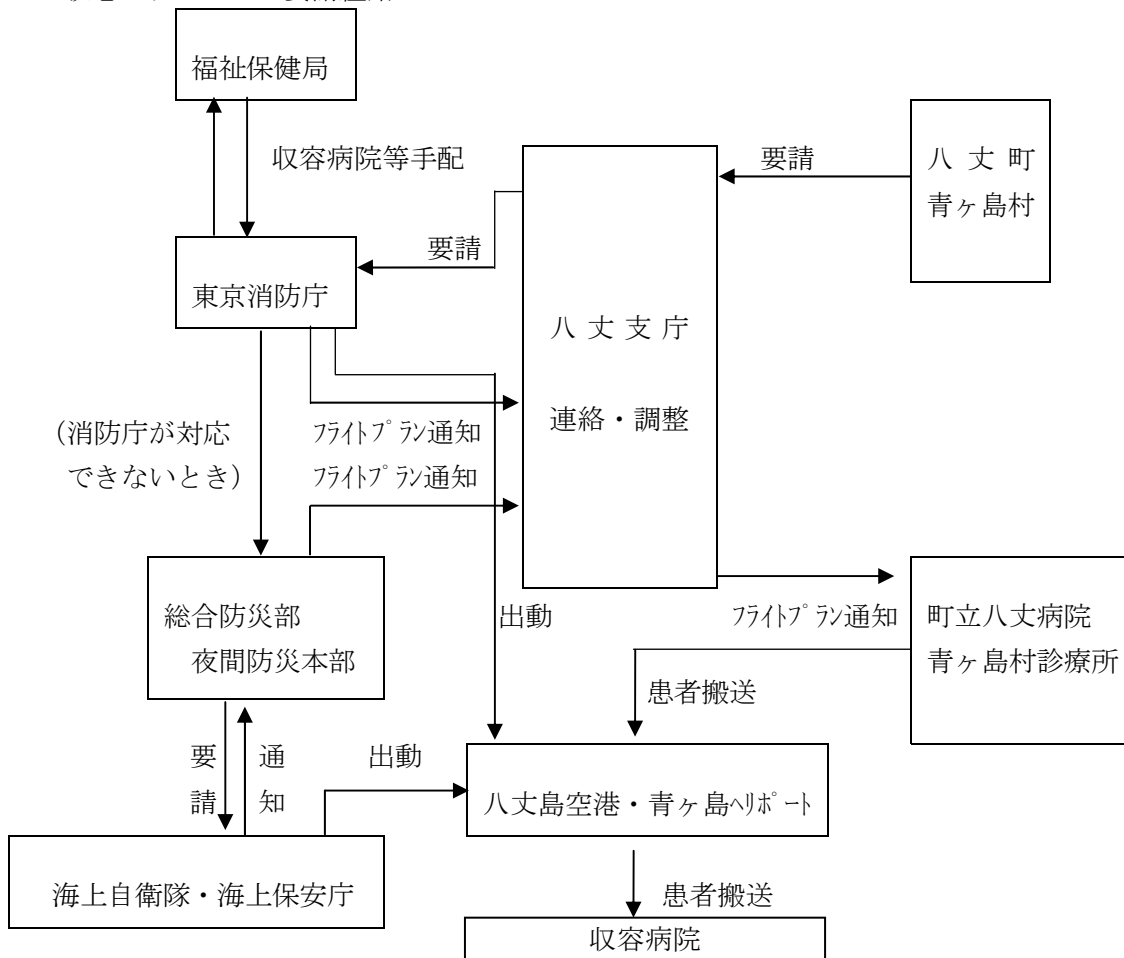 福祉保健局
収容病院等手配
要請
八 丈 町
青ヶ島村
要請
東京消防庁
八 丈 支 庁
連絡・調整
(消防庁が対応
できないとき)
ﾌﾗｲﾄﾌﾟﾗﾝ通知
ﾌﾗｲﾄﾌﾟﾗﾝ通知
総合防災部
夜間防災本部
出動
ﾌﾗｲﾄﾌﾟﾗﾝ通知
町立八丈病院
青ヶ島村診療所
患者搬送
要請
通知
出動
八丈島空港・青ヶ島ﾍﾘﾎﾟｰﾄ
海上自衛隊・海上保安庁
患者搬送
収容病院